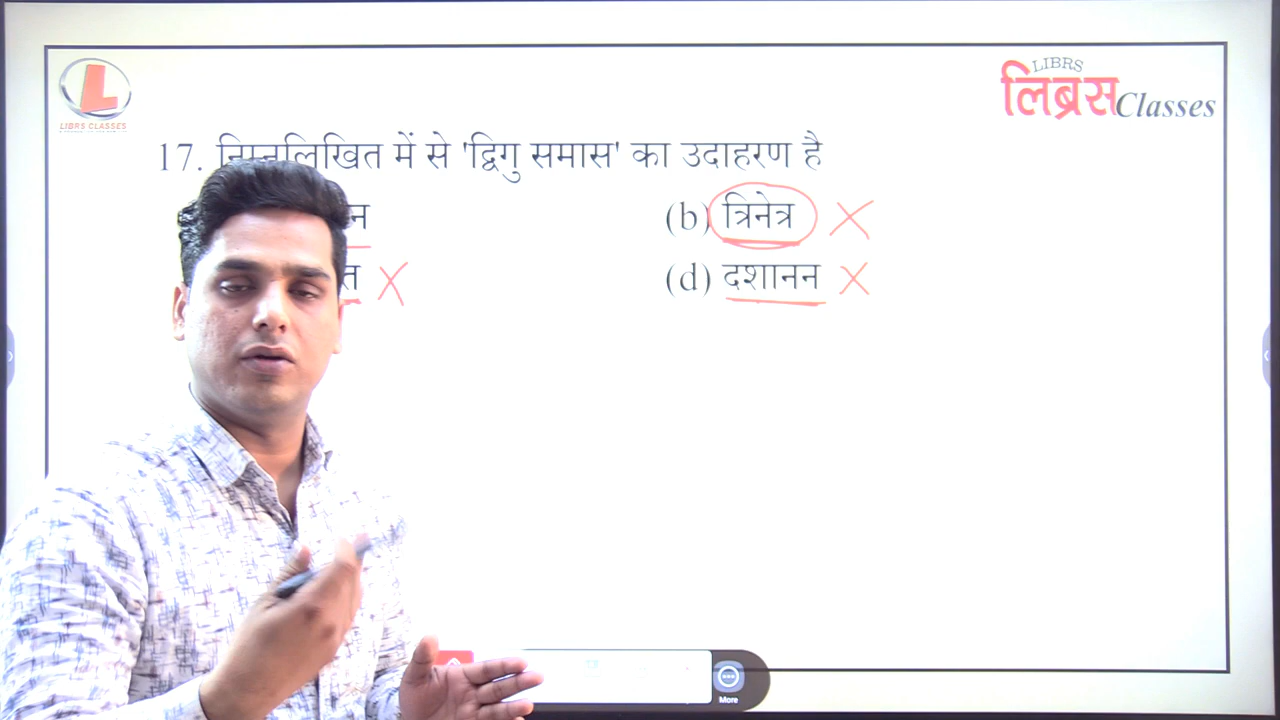 LIBRS
लिब्रस Classes
L
LIBRS CLASSES
17. निम्नलिखित में से 'द्विगु समास' का उदाहरण है
(b) त्रिनेत्र
(d) दशानन
More